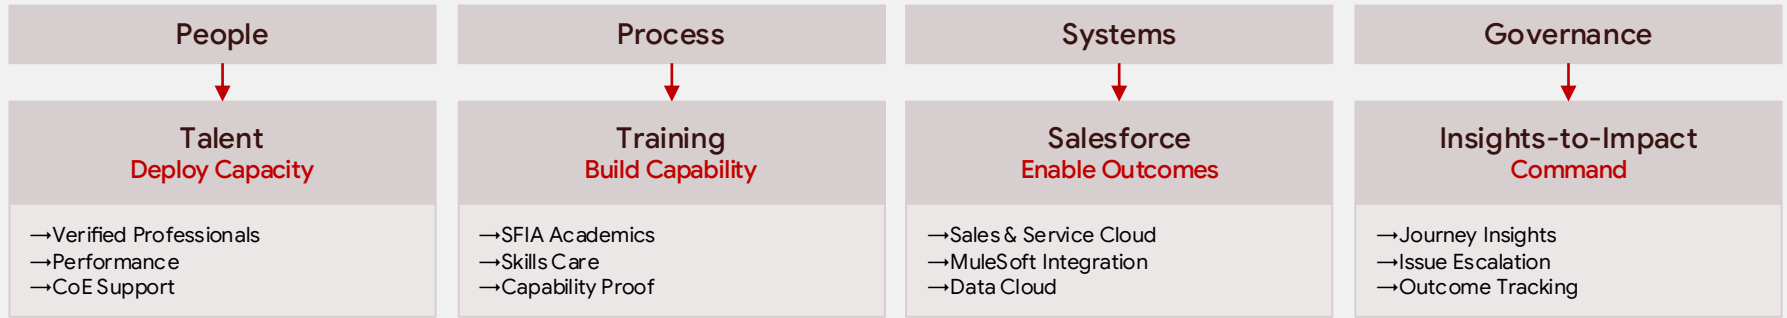 People
Talent
Deploy Capacity
→Verified Professionals
→Performance
→CoE Support
Process
Training
Build Capability
→SFIA Academics
→Skills Care
→Capability Proof
Systems
Salesforce
Enable Outcomes
→Sales & Service Cloud
→MuleSoft Integration
→Data Cloud
Governance
Insights-to-Impact
Command
→Journey Insights
→Issue Escalation
→Outcome Tracking